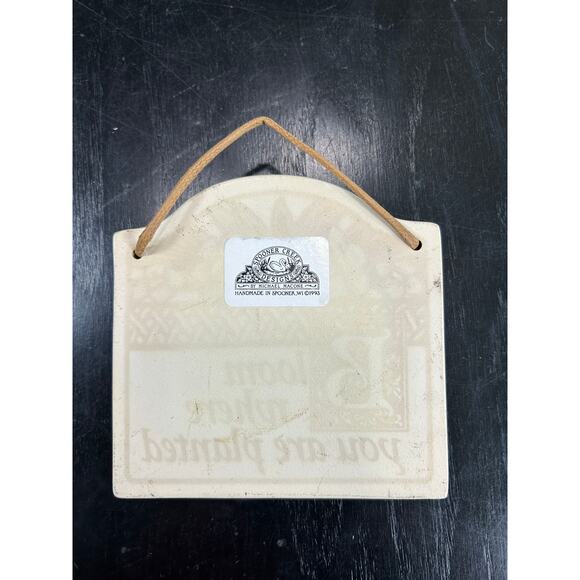 SPOONER CREEK
DESIGNS
BY MICHAEL MACONE
HANDMADE IN SPOONER, WI ©1993
Bloom
where
you are planted